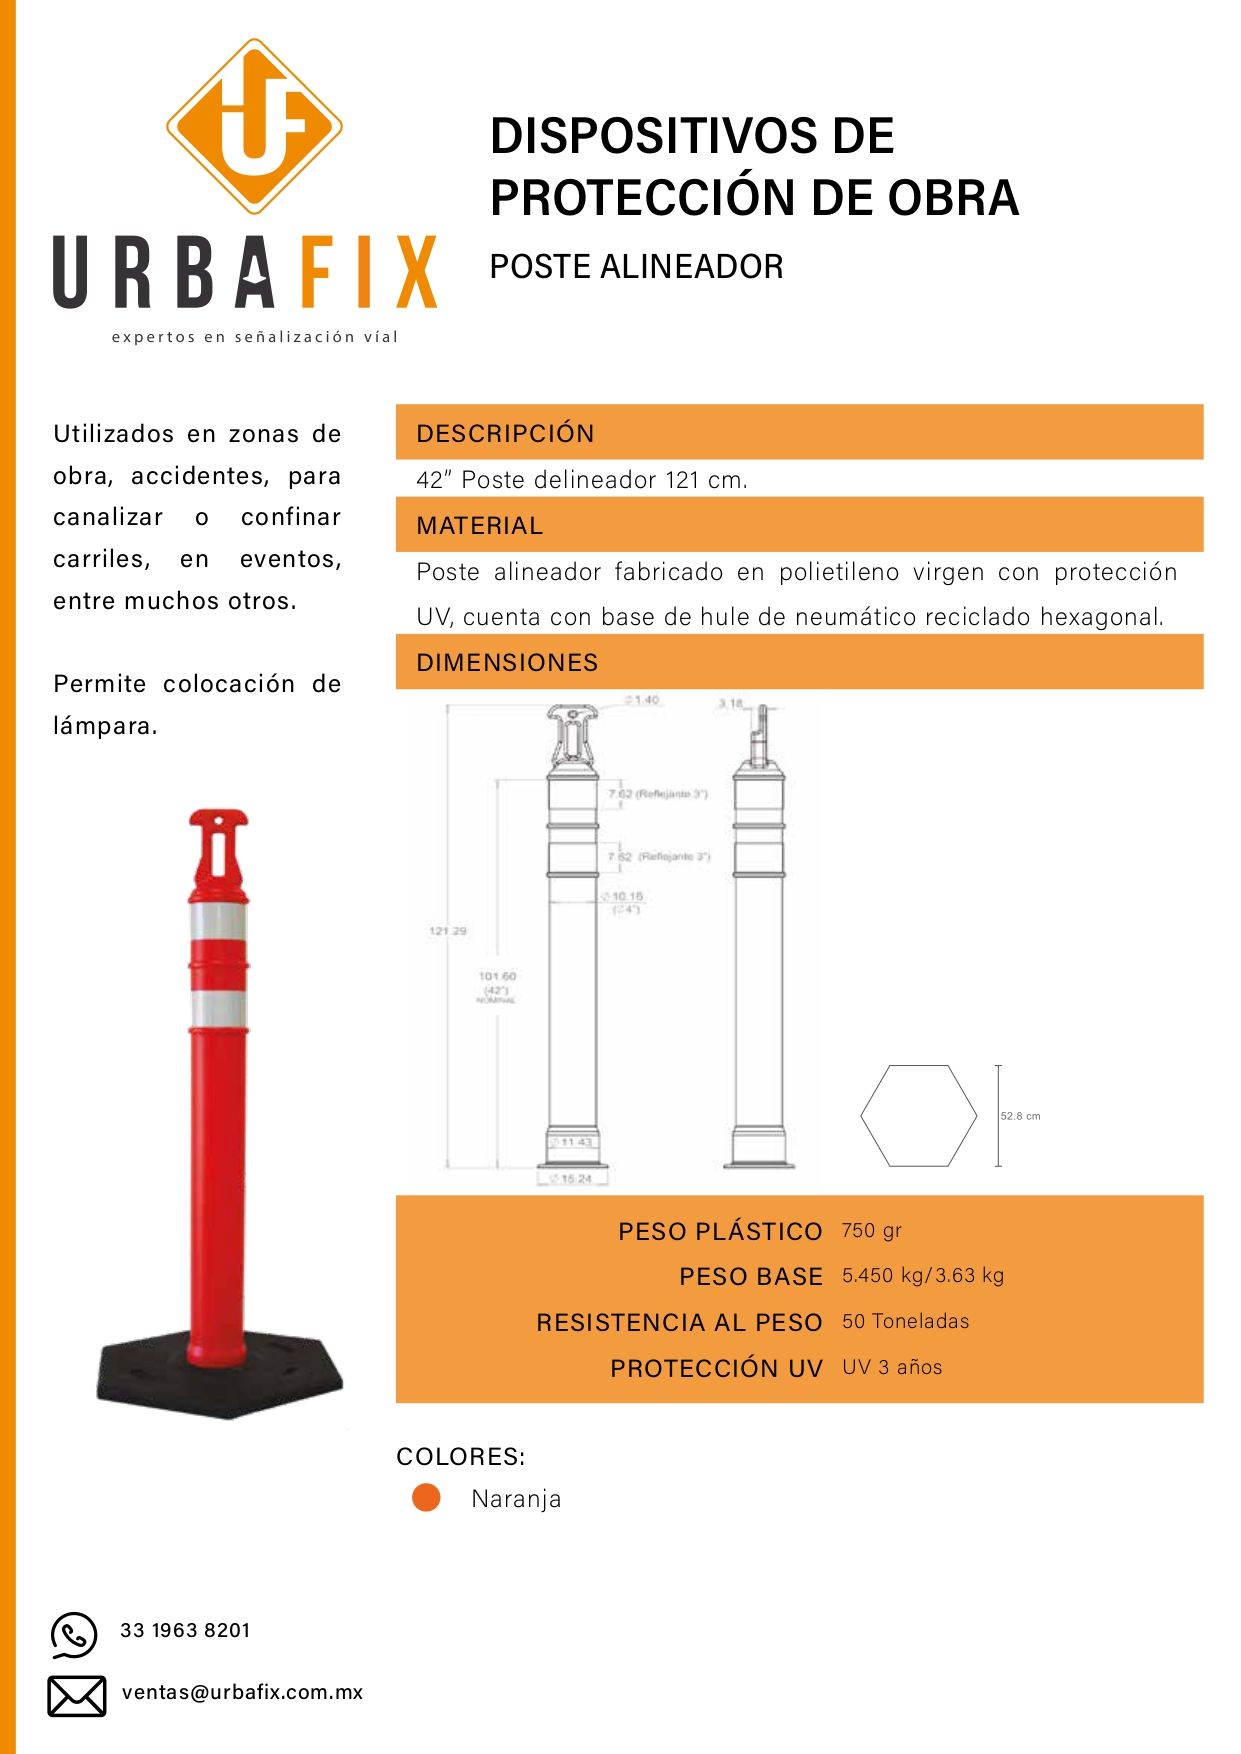 URBAFIX
expertos en señalización víal
DISPOSITIVOS DE
PROTECCIÓN DE OBRA
POSTE ALINEADOR
Utilizados en zonas de
obra, accidentes, para
canalizar o confinar
carriles, en eventos,
entre muchos otros.
Permite colocación de
lámpara.
DESCRIPCIÓN
42” Poste delineador 121 cm.
MATERIAL
Poste alineador fabricado en polietileno virgen con protección
UV, cuenta con base de hule de neumático reciclado hexagonal.
DIMENSIONES
∅1.40
3.18
7.62 (Reflejante 3")
7.62 (Reflejante 3")
∅10.16
(∅4")
121.29
101.60
(42")
NOMINAL
∅11.43
∅15.24
52.8 cm
PESO PLÁSTICO 750 gr
PESO BASE 5.450 kg/3.63 kg
RESISTENCIA AL PESO 50 Toneladas
PROTECCIÓN UV UV 3 años
COLORES:
Naranja
33 1963 8201
ventas@urbafix.com.mx